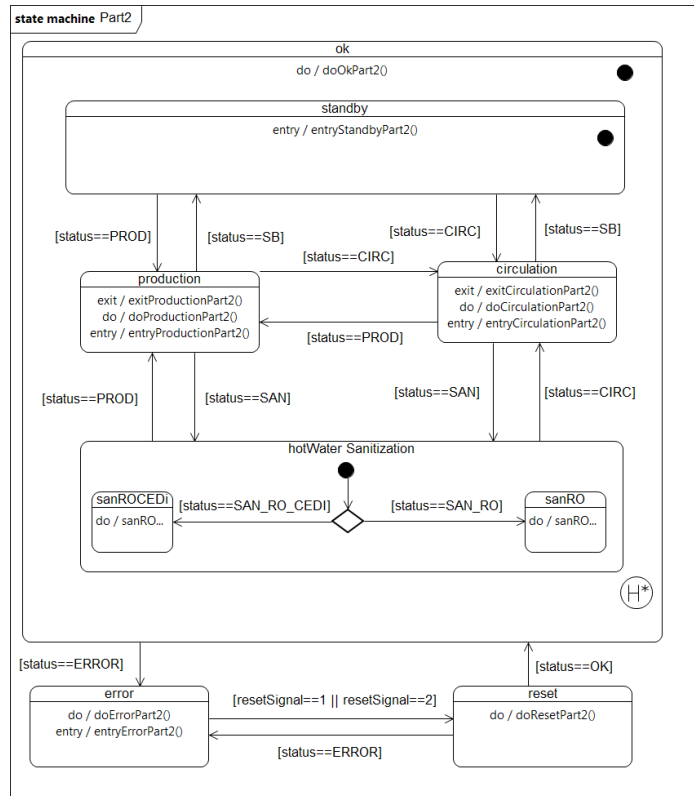 state machine Part2
ok
do / doOkPart2()
standby
entry / entryStandbyPart2()
[status==PROD]
[status==SB]
[status==CIRC]
[status==SB]
[status==CIRC]
production
exit / exitProductionPart2()
do / doProductionPart2()
entry / entryProductionPart2()
circulation
exit / exitCirculationPart2()
do / doCirculationPart2()
entry / entryCirculationPart2()
[status==PROD]
[status==PROD]
[status==SAN]
[status==SAN]
[status==CIRC]
hotWater Sanitization
sanROCEDi
do / sanRO...
[status==SAN_RO_CEDI]
[status==SAN_RO]
sanRO
do / sanRO...
H*
[status==ERROR]
[status==OK]
error
do / doErrorPart2()
entry / entryErrorPart2()
[resetSignal==1 || resetSignal==2]
[status==ERROR]
reset
do / doResetPart2()